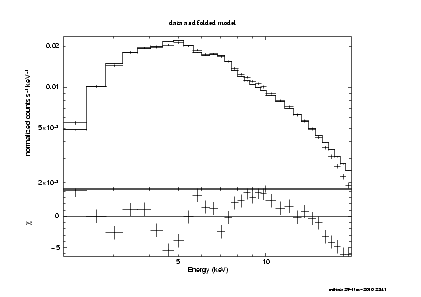 data and folded model
normalized counts s⁻¹ keV⁻¹
0.02
0.01
5×10⁻³
2×10⁻³
χ
0
−5
5
10
Energy (keV)